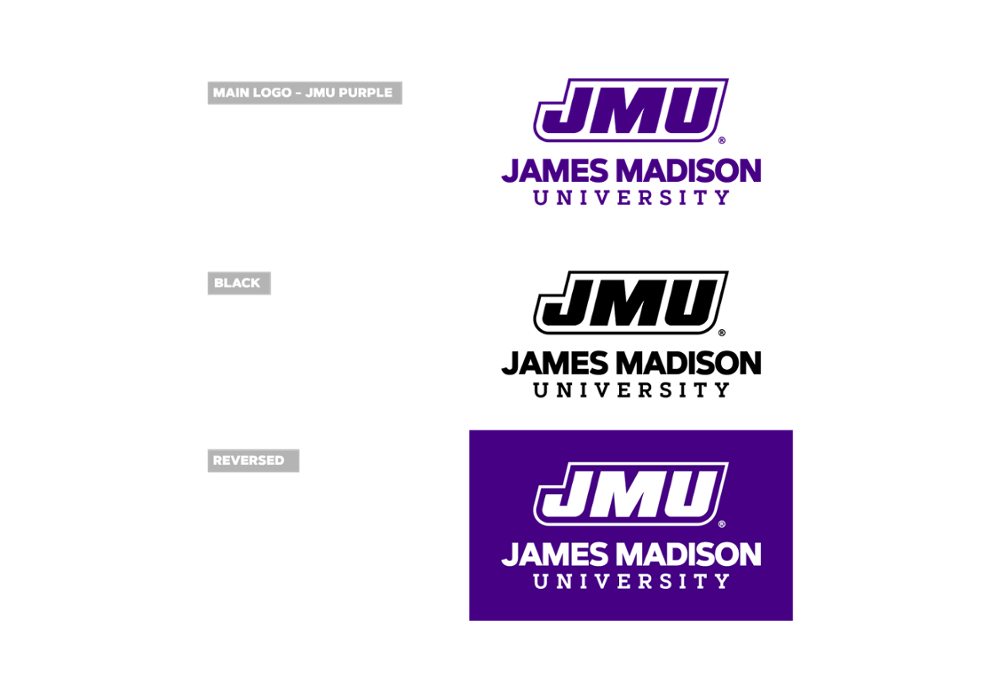 MAIN LOGO – JMU PURPLE
JMU
®
JAMES MADISON
UNIVERSITY
BLACK
JMU
®
JAMES MADISON
UNIVERSITY
REVERSED
JMU
®
JAMES MADISON
UNIVERSITY